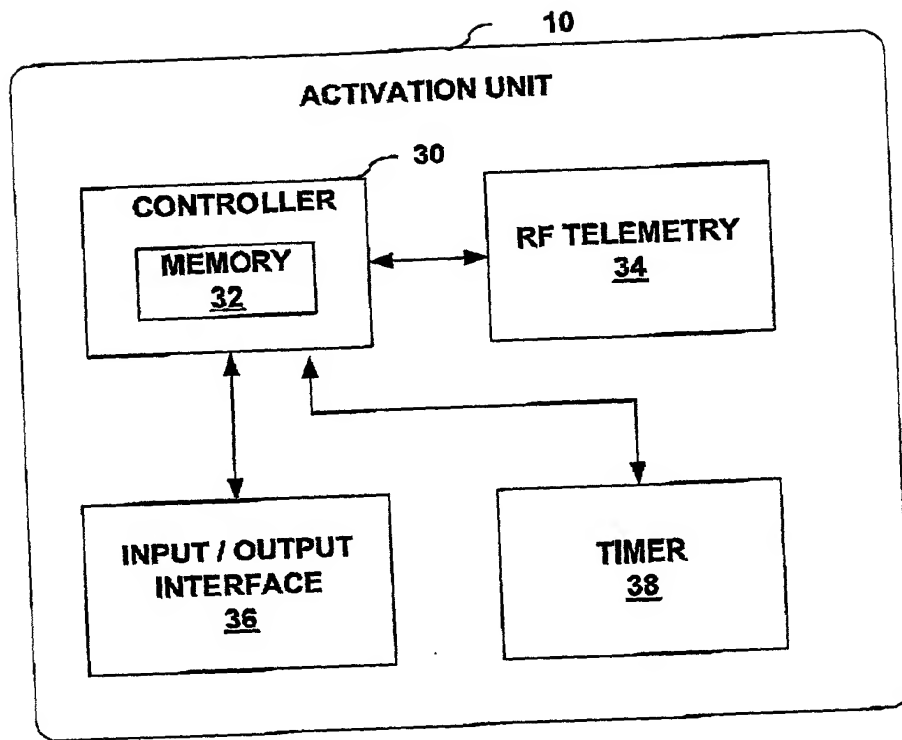 10
ACTIVATION UNIT
30
CONTROLLER
MEMORY
32
RF TELEMETRY
34
INPUT / OUTPUT
INTERFACE
36
TIMER
38